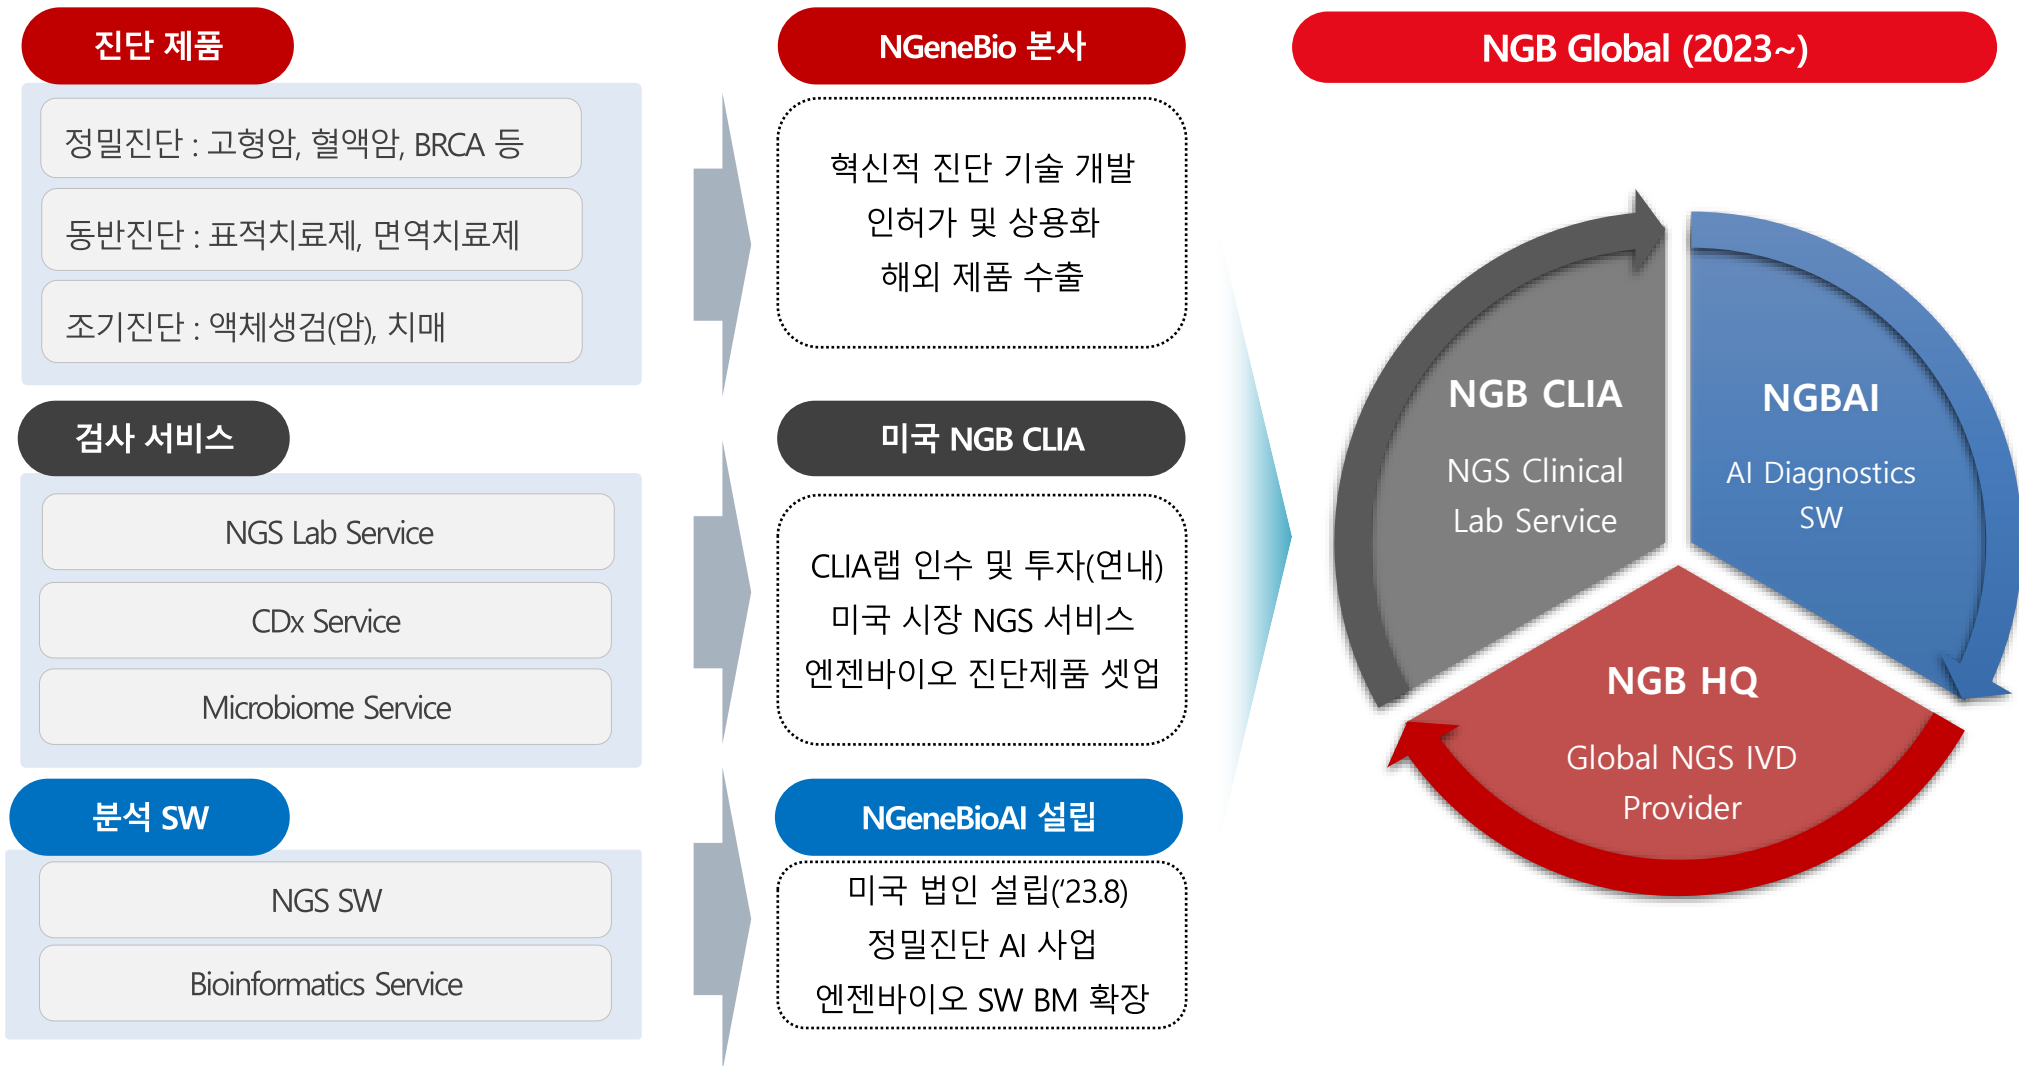 진단 제품
정밀진단 : 고형암, 혈액암, BRCA 등
동반진단 : 표적치료제, 면역치료제
조기진단 : 액체생검(암), 치매
검사 서비스
NGS Lab Service
CDx Service
Microbiome Service
분석 SW
NGS SW
Bioinformatics Service
NGeneBio 본사
혁신적 진단 기술 개발
인허가 및 상용화
해외 제품 수출
미국 NGB CLIA
CLIA랩 인수 및 투자(연내)
미국 시장 NGS 서비스
엔젠바이오 진단제품 셋업
NGeneBioAI 설립
미국 법인 설립(‘23.8)
정밀진단 AI 사업
엔젠바이오 SW BM 확장
NGB Global (2023~)
NGB CLIA
NGS Clinical
Lab Service
NGBAI
AI Diagnostics
SW
NGB HQ
Global NGS IVD
Provider